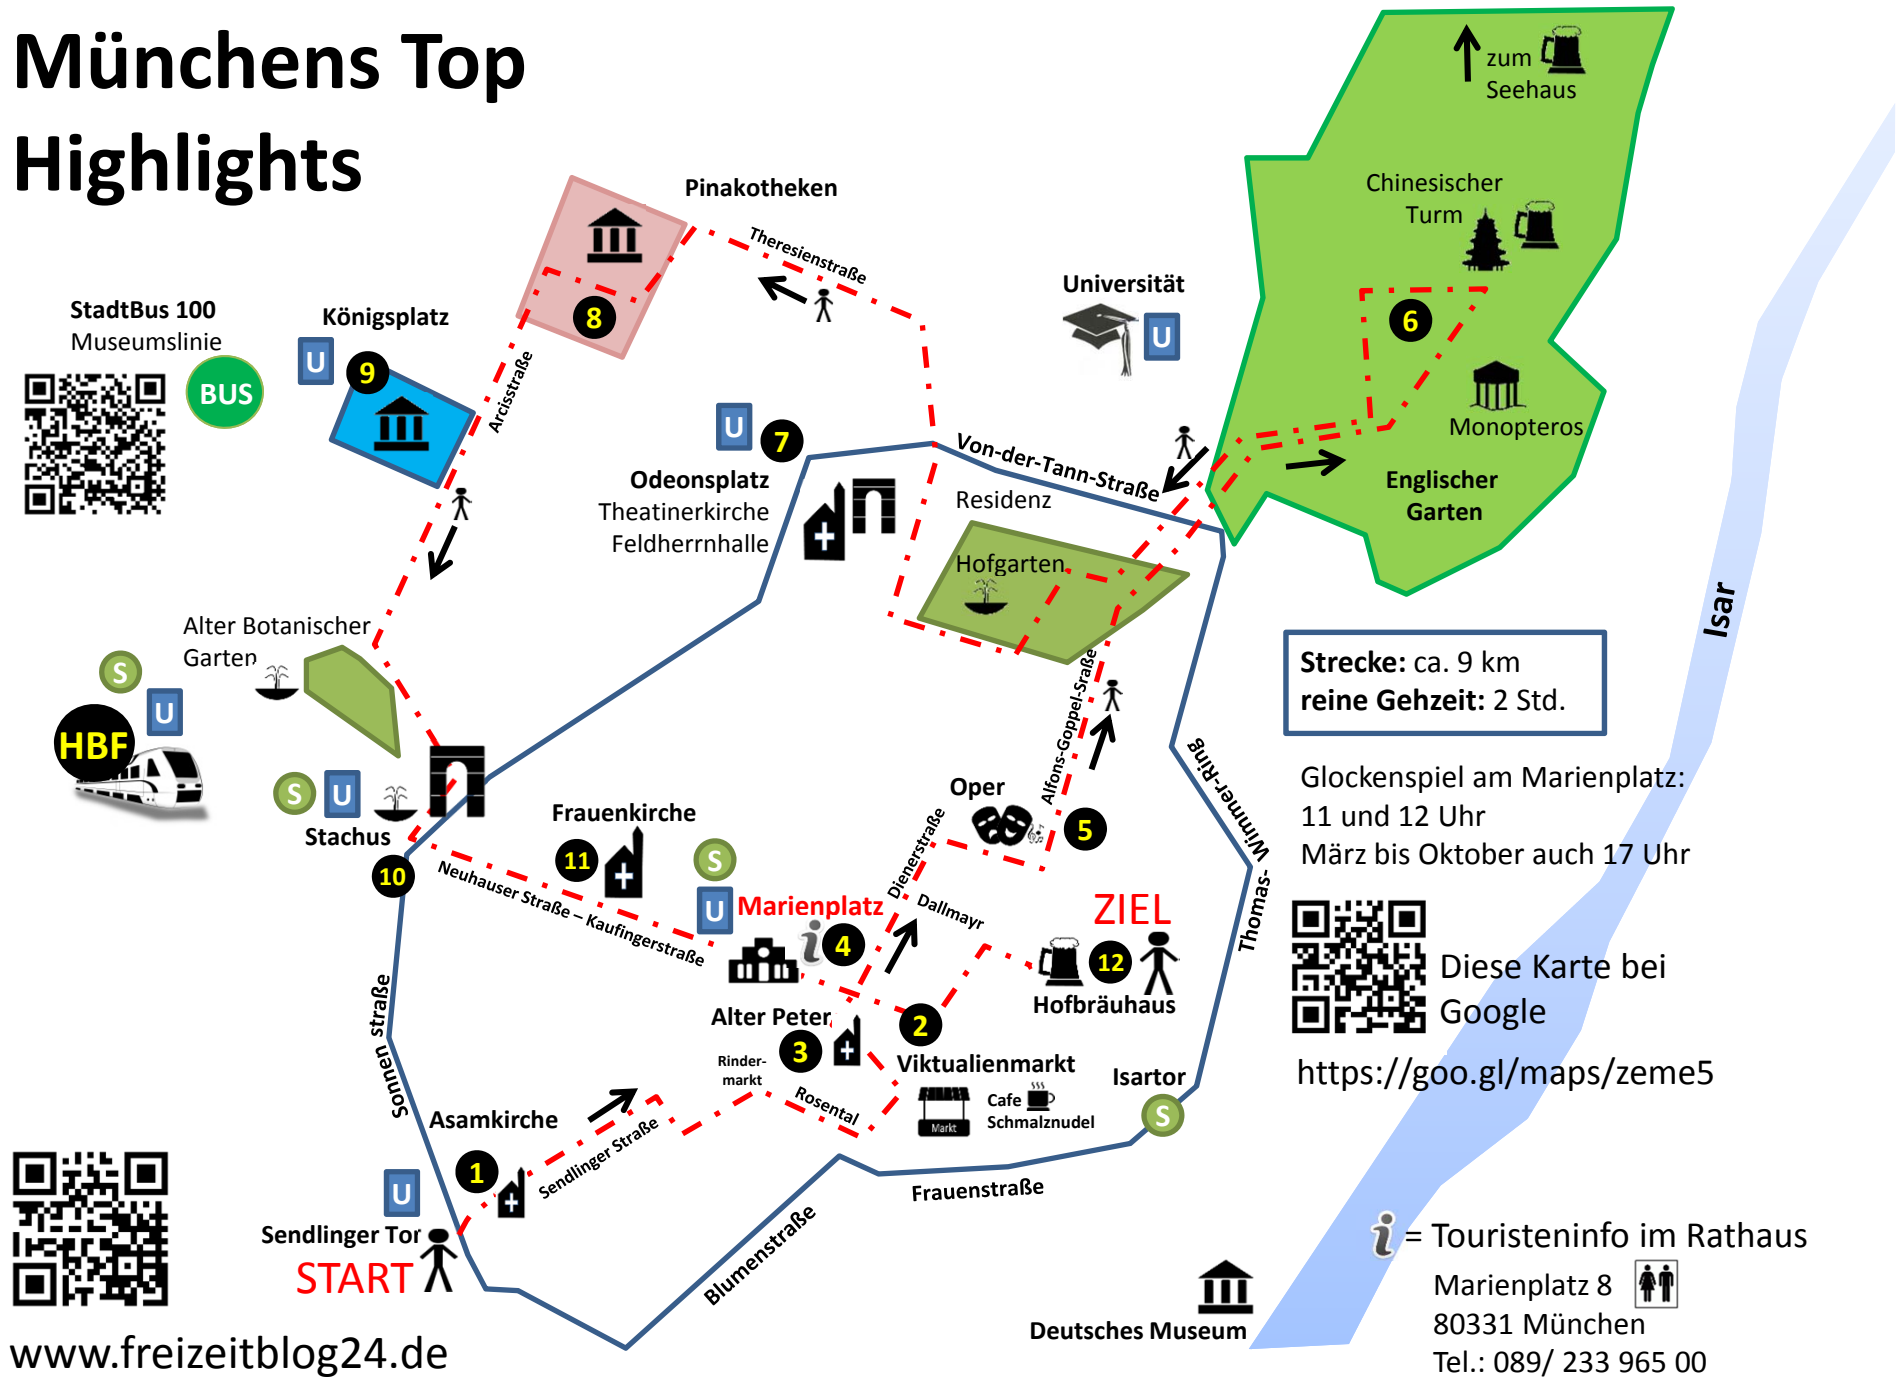 Münchens Top
Highlights
zum
Seehaus
Chinesischer
Turm
6
Monopteros
Englischer
Garten
Isar
Pinakotheken
Theresienstraße
8
Universität
U
StadtBus 100
Museumslinie
BUS
Königsplatz
U
9
Arcisstraße
U
7
Odeonsplatz
Theatinerkirche
Feldherrnhalle
Von-der-Tann-Straße
Residenz
Hofgarten
Alter Botanischer
Garten
S
U
HBF
S
U
Stachus
10
Frauenkirche
11
Neuhauser Straße – Kaufingerstraße
S
U
Marienplatz
i
4
Oper
5
Alfons-Goppel-Sraße
Dienerstraße
Dallmayr
ZIEL
12
Hofbräuhaus
Thomas-Wimmer-Ring
Strecke: ca. 9 km
reine Gehzeit: 2 Std.
Glockenspiel am Marienplatz:
11 und 12 Uhr
März bis Oktober auch 17 Uhr
Diese Karte bei
Google
https://goo.gl/maps/zeme5
Alter Peter
3
2
Viktualienmarkt
Markt
Cafe
Schmalznudel
Rinder-
markt
Rosental
Isartor
S
Sonnen straße
Asamkirche
1
Sendlinger Straße
U
Sendlinger Tor
START
Blumenstraße
Frauenstraße
Deutsches Museum
i = Touristeninfo im Rathaus
Marienplatz 8
80331 München
Tel.: 089/ 233 965 00
www.freizeitblog24.de